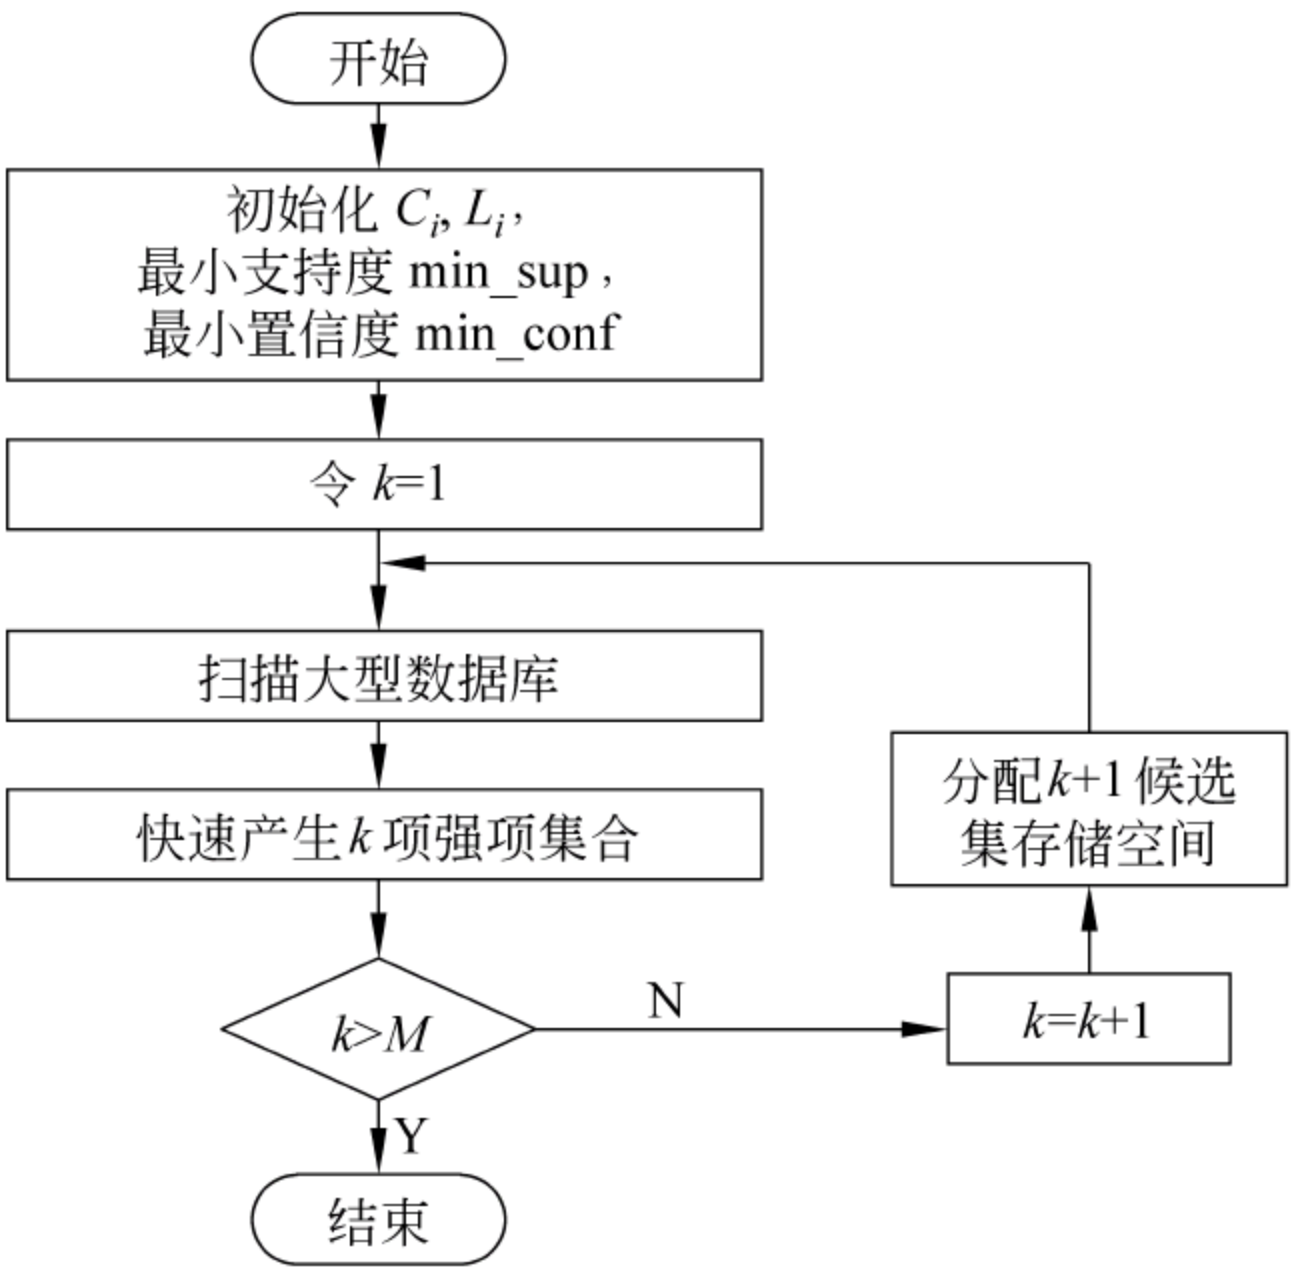 开始
初始化 Ci, Li,
最小支持度 min_sup,
最小置信度 min_conf
令 k=1
扫描大型数据库
快速产生 k 项强项集合
分配k+1候选
集存储空间
k>M
N
k=k+1
Y
结束